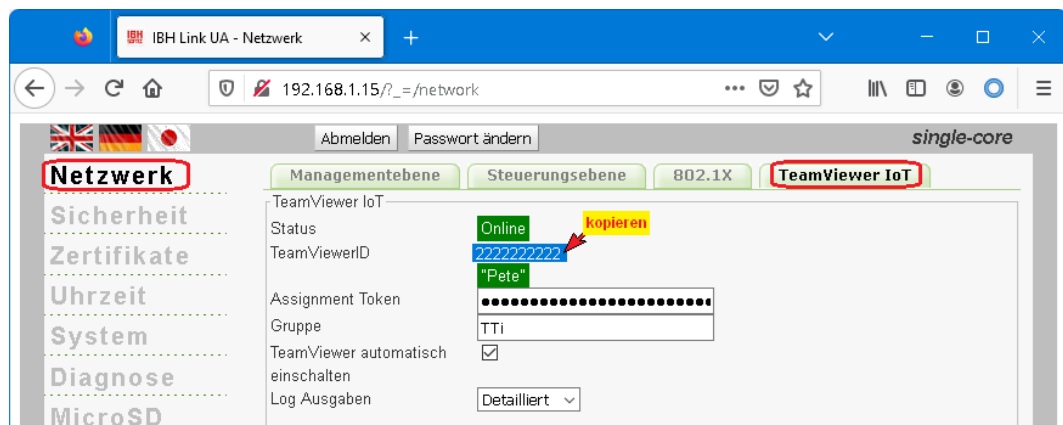 IBH Link UA - Netzwerk
192.168.1.15/?_=/network
Abmelden Passwort ändern single-core
Netzwerk
Sicherheit
Zertifikate
Uhrzeit
System
Diagnose
MicroSD
Managementebene Steuerungsebene 802.1X TeamViewer IoT
TeamViewer IoT
Status Online kopieren
TeamViewerID 2222222222
"Pete"
Assignment Token
Gruppe TTi
TeamViewer automatisch
einschalten
Log Ausgaben Detailliert